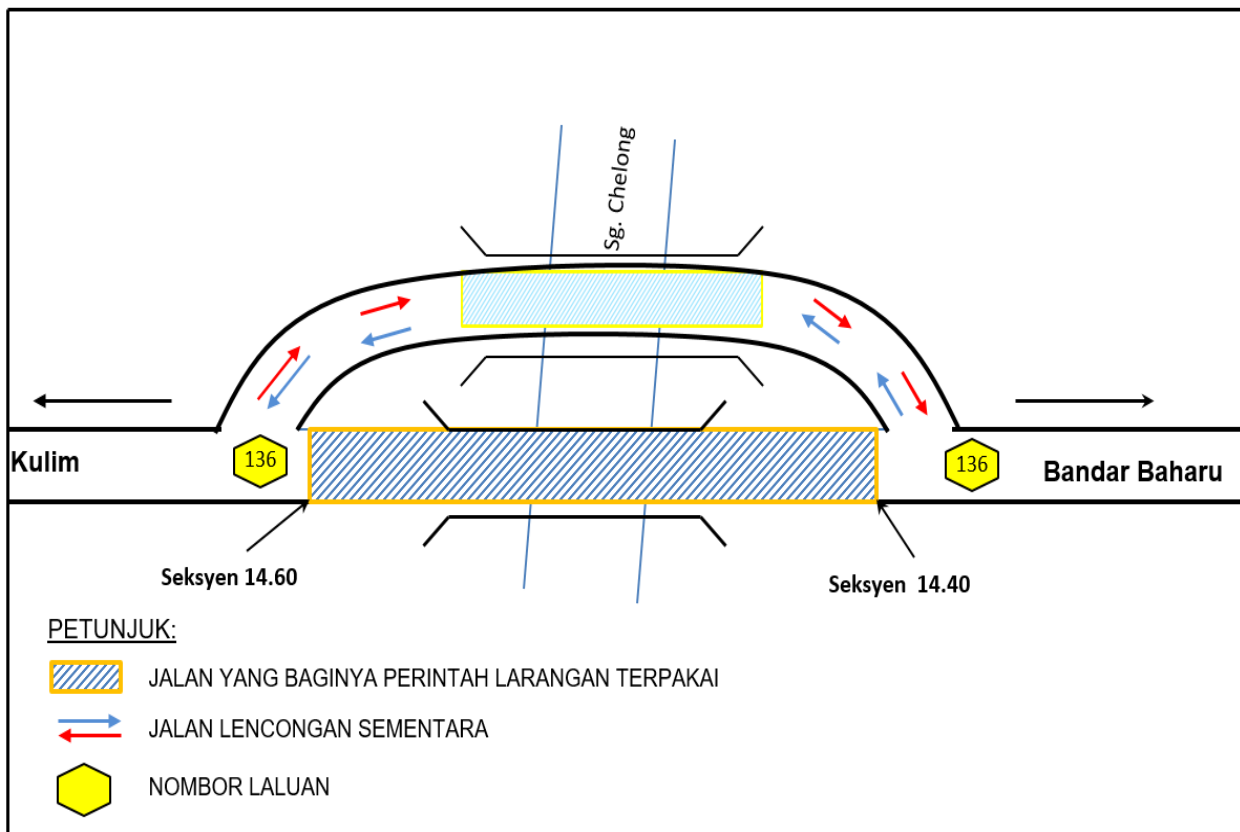 Sg. Chelong
Kulim
136
136
Bandar Baharu
Seksyen 14.60
Seksyen 14.40
PETUNJUK:
JALAN YANG BAGINYA PERINTAH LARANGAN TERPAKAI
JALAN LENCONGAN SEMENTARA
NOMBOR LALUAN